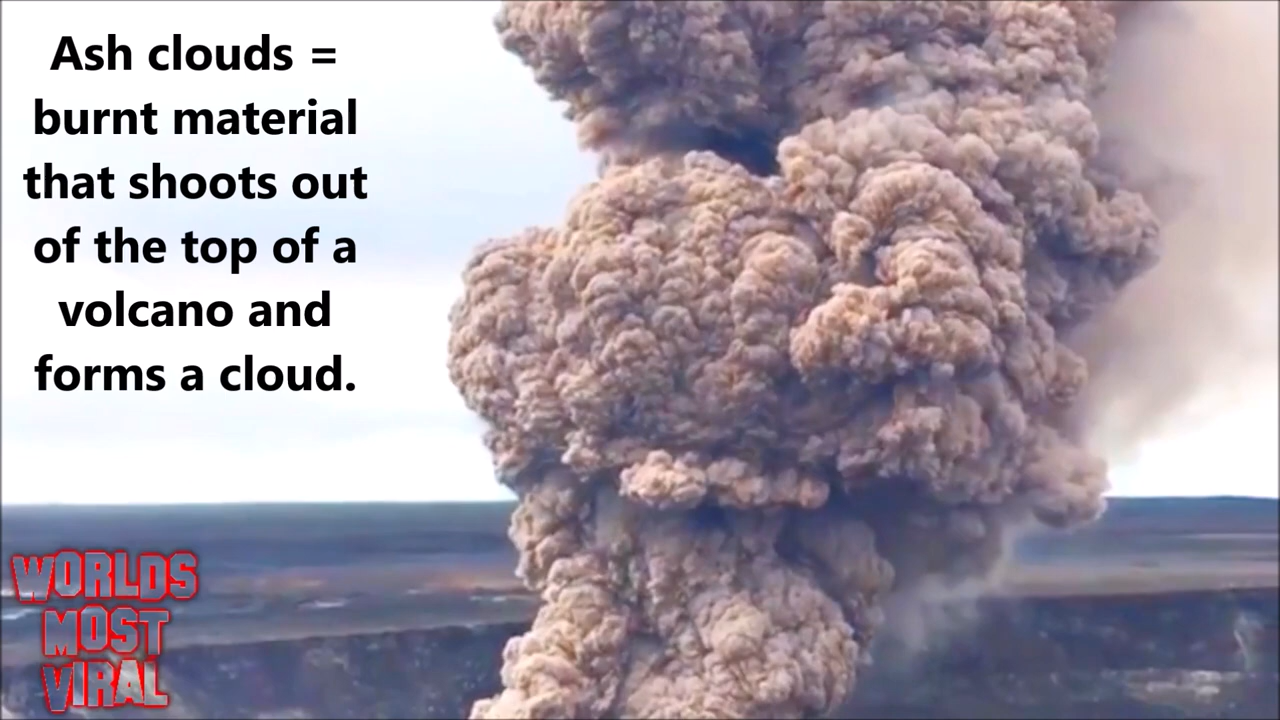 Ash clouds =
burnt material
that shoots out
of the top of a
volcano and
forms a cloud.
WORLDS
MOST
VIRAL